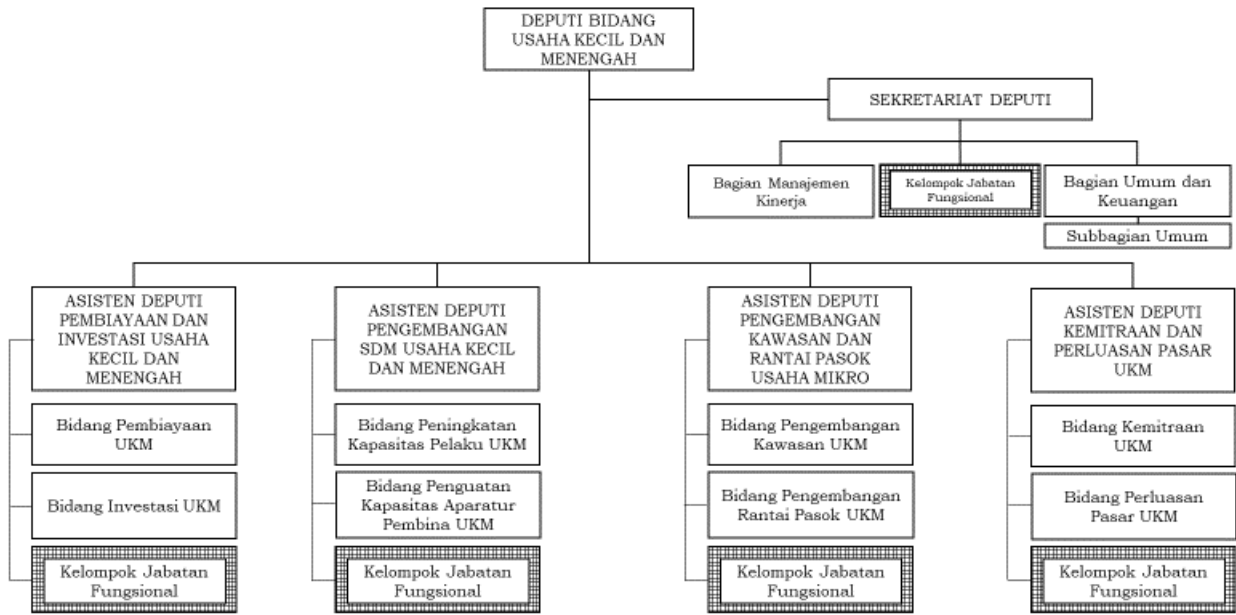 DEPUTI BIDANG
USAHA KECIL DAN
MENENGAH
SEKRETARIAT DEPUTI
Bagian Manajemen
Kinerja
Kelompok Jabatan
Fungsional
Bagian Umum dan
Keuangan
Subbagian Umum
ASISTEN DEPUTI
PEMBIAYAAN DAN
INVESTASI USAHA
KECIL DAN
MENENGAH
Bidang Pembiayaan
UKM
Bidang Investasi UKM
Kelompok Jabatan
Fungsional
ASISTEN DEPUTI
PENGEMBANGAN
SDM USAHA KECIL
DAN MENENGAH
Bidang Peningkatan
Kapasitas Pelaku UKM
Bidang Penguatan
Kapasitas Aparatur
Pembina UKM
Kelompok Jabatan
Fungsional
ASISTEN DEPUTI
PENGEMBANGAN
KAWASAN DAN
RANTAI PASOK
USAHA MIKRO
Bidang Pengembangan
Kawasan UKM
Bidang Pengembangan
Rantai Pasok UKM
Kelompok Jabatan
Fungsional
ASISTEN DEPUTI
KEMITRAAN DAN
PERLUASAN PASAR
UKM
Bidang Kemitraan
UKM
Bidang Perluasan
Pasar UKM
Kelompok Jabatan
Fungsional